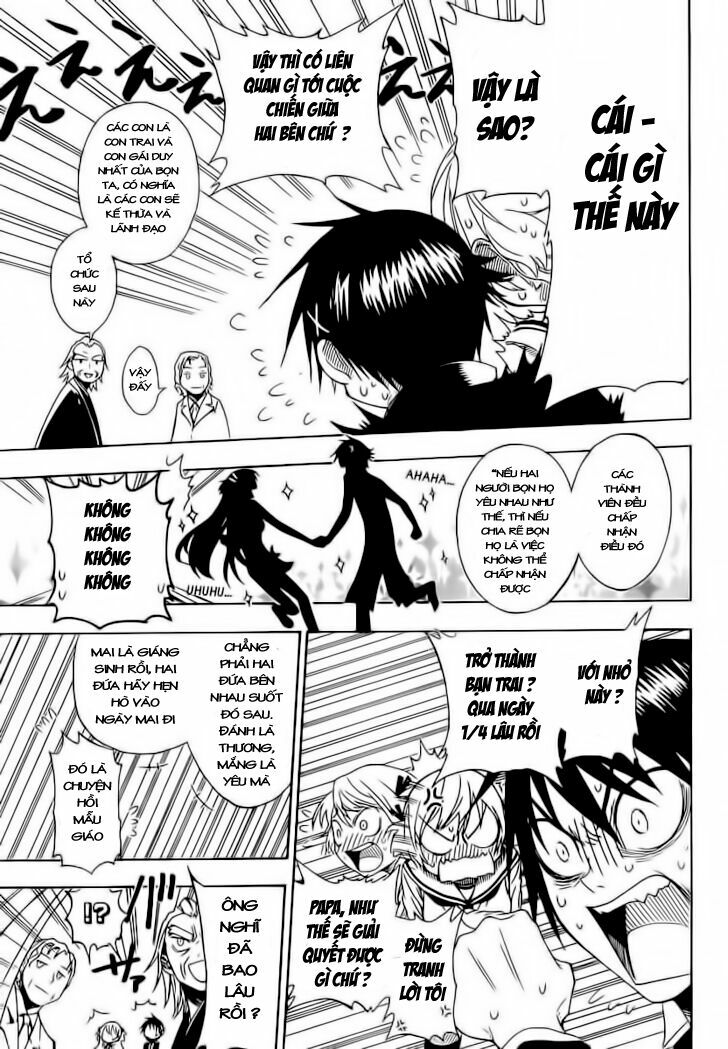 CÁI -
CÁI GÌ
THẾ NÀY
VẬY LÀ
SAO?
VẬY THÌ CÓ LIÊN
QUAN GÌ TỚI CUỘC
CHIẾN GIỮA
HAI BÊN CHỨ ?
ええええええ
CÁC CON LÀ
CON TRAI VÀ
CON GÁI DUY
NHẤT CỦA BỌN
TA, CÓ NGHĨA
LÀ CÁC CON SẼ
KẾ THỪA VÀ
LÃNH ĐẠO
TỔ
CHỨC
SAU
NÀY
VẬY
ĐẤY
CÁC
THÀNH
VIÊN ĐỀU
CHẤP
NHẬN
ĐIỀU ĐÓ
"NẾU HAI
NGƯỜI BỌN HỌ
YÊU NHAU NHƯ
THẾ, THÌ NẾU
CHIA RẼ BỌN
HỌ LÀ VIỆC
KHÔNG THỂ
CHẤP NHẬN
ĐƯỢC
AHAHA...
UHUHU...
KHÔNG
KHÔNG
KHÔNG
KHÔNG
VỚI NHỎ
NÀY ?
TRỞ THÀNH
BẠN TRAI ?
QUA NGÀY
1/4 LÂU RỒI
CHẲNG
PHẢI HAI
ĐỨA BÊN
NHAU SUỐT
ĐÓ SAU.
ĐÁNH LÀ
THƯƠNG,
MẮNG LÀ
YÊU MÀ
MAI LÀ GIÁNG
SINH RỒI, HAI
ĐỨA HÃY HẸN
HÒ VÀO
NGÀY MAI ĐI
ĐÓ LÀ
CHUYỆN
HỒI
MẪU
GIÁO
ĐỪNG
TRANH
LỜI TÔI
PAPA, NHƯ
THẾ SẼ GIẢI
QUYẾT ĐƯỢC
GÌ CHỨ ?
ÔNG
NGHĨ
ĐÃ
BAO
LÂU
RỒI ?
!?